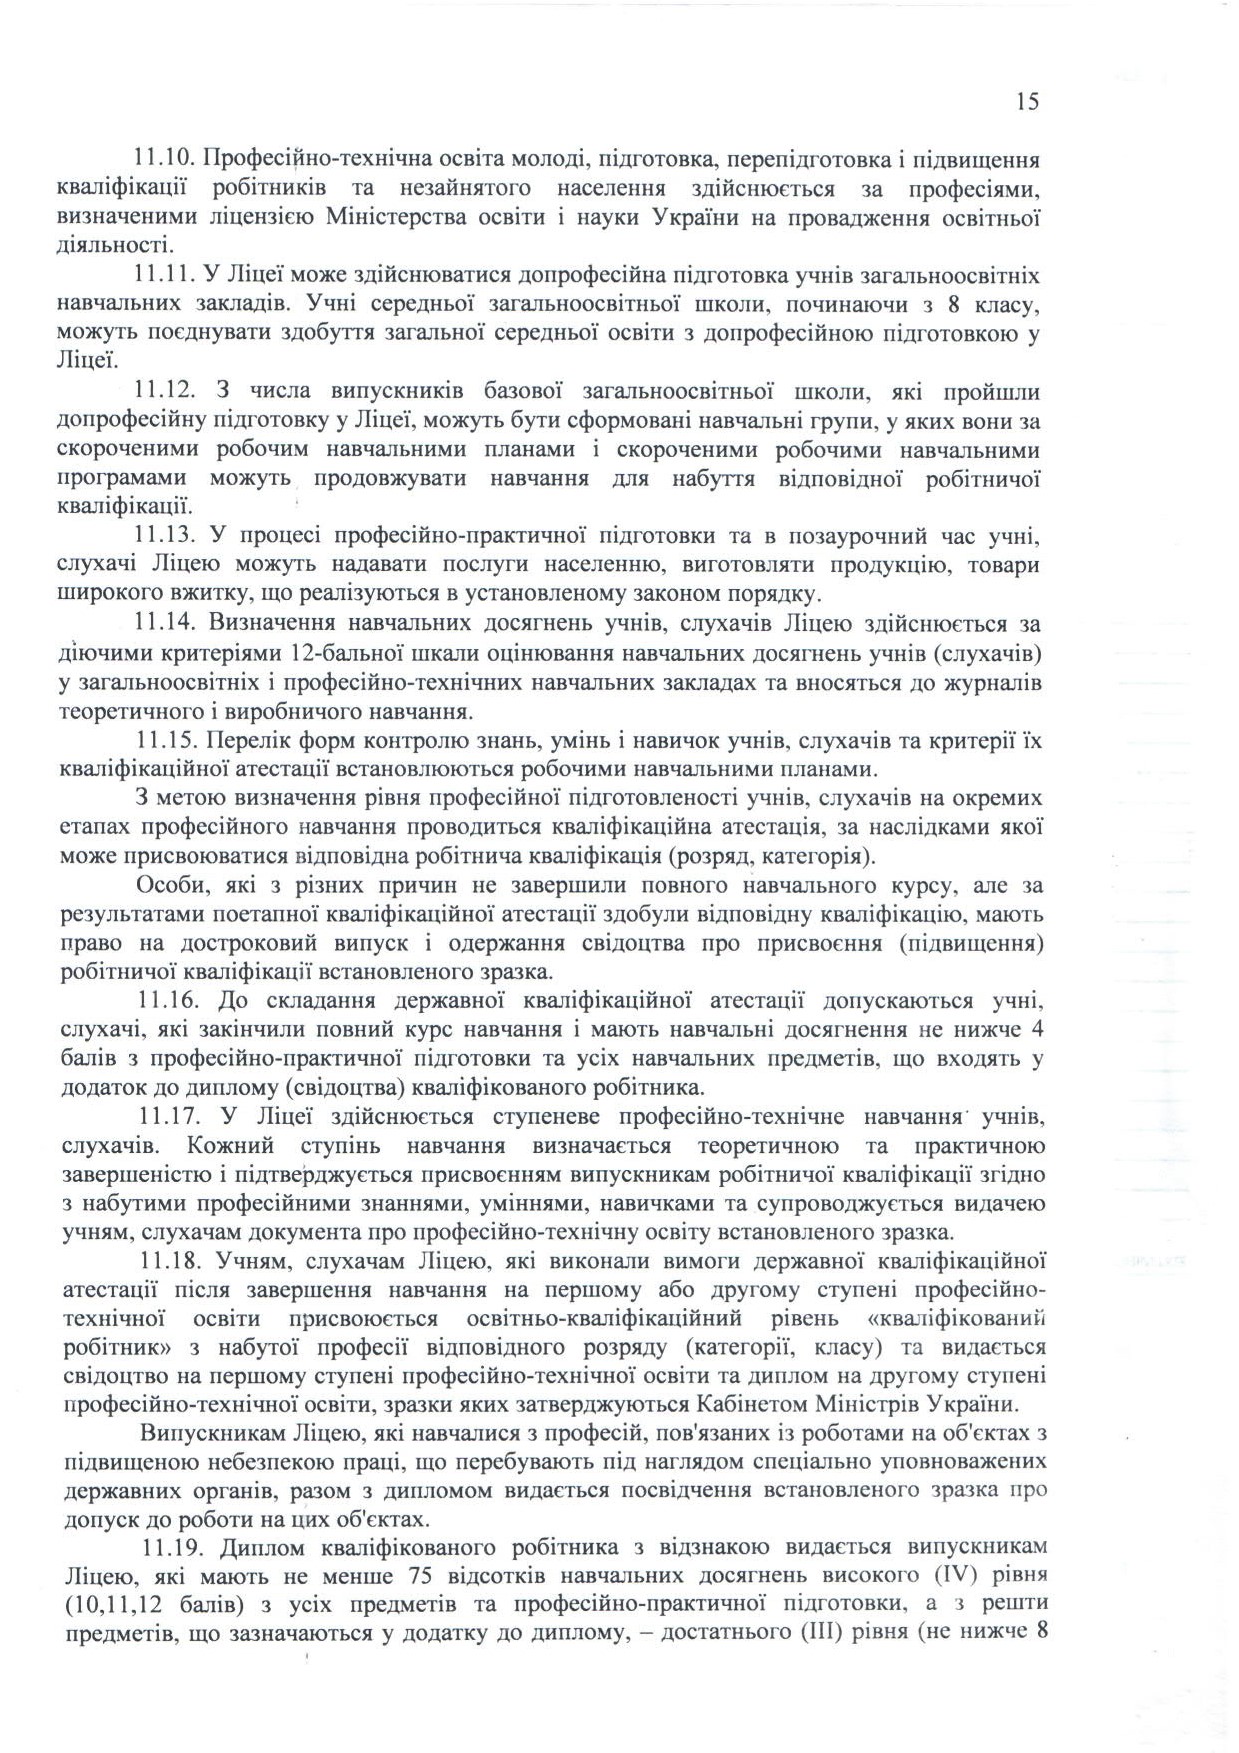 15
11.10. Професійно-технічна освіта молоді, підготовка, перепідготовка і підвищення
кваліфікації робітників та незайнятого населення здійснюється за професіями,
визначеними ліцензією Міністерства освіти і науки України на провадження освітньої
діяльності.
11.11. У Ліцеї може здійснюватися допрофесійна підготовка учнів загальноосвітніх
навчальних закладів. Учні середньої загальноосвітньої школи, починаючи з 8 класу,
можуть поєднувати здобуття загальної середньої освіти з допрофесійною підготовкою у
Ліцеї.
11.12. З числа випускників базової загальноосвітньої школи, які пройшли
допрофесійну підготовку у Ліцеї, можуть бути сформовані навчальні групи, у яких вони за
скороченими робочим навчальними планами і скороченими робочими навчальними
програмами можуть продовжувати навчання для набуття відповідної робітничої
кваліфікації.
11.13. У процесі професійно-практичної підготовки та в позаурочний час учні,
слухачі Ліцею можуть надавати послуги населенню, виготовляти продукцію, товари
широкого вжитку, що реалізуються в установленому законом порядку.
11.14. Визначення навчальних досягнень учнів, слухачів Ліцею здійснюється за
діючими критеріями 12-бальної шкали оцінювання навчальних досягнень учнів (слухачів)
у загальноосвітніх і професійно-технічних навчальних закладах та вносяться до журналів
теоретичного і виробничого навчання.
11.15. Перелік форм контролю знань, умінь і навичок учнів, слухачів та критерії їх
кваліфікаційної атестації встановлюються робочими навчальними планами.
З метою визначення рівня професійної підготовленості учнів, слухачів на окремих
етапах професійного навчання проводиться кваліфікаційна атестація, за наслідками якої
може присвоюватися відповідна робітнича кваліфікація (розряд, категорія).
Особи, які з різних причин не завершили повного навчального курсу, але за
результатами поетапної кваліфікаційної атестації здобули відповідну кваліфікацію, мають
право на достроковий випуск і одержання свідоцтва про присвоєння (підвищення)
робітничої кваліфікації встановленого зразка.
11.16. До складання державної кваліфікаційної атестації допускаються учні,
слухачі, які закінчили повний курс навчання і мають навчальні досягнення не нижче 4
балів з професійно-практичної підготовки та усіх навчальних предметів, що входять у
додаток до диплому (свідоцтва) кваліфікованого робітника.
11.17. У Ліцеї здійснюється ступеневе професійно-технічне навчання учнів,
слухачів. Кожний ступінь навчання визначається теоретичною та практичною
завершеністю і підтверджується присвоєнням випускникам робітничої кваліфікації згідно
з набутими професійними знаннями, уміннями, навичками та супроводжується видачею
учням, слухачам документа про професійно-технічну освіту встановленого зразка.
11.18. Учням, слухачам Ліцею, які виконали вимоги державної кваліфікаційної
атестації після завершення навчання на першому або другому ступені професійно-
технічної освіти присвоюється освітньо-кваліфікаційний рівень «кваліфікований
робітник» з набутої професії відповідного розряду (категорії, класу) та видається
свідоцтво на першому ступені професійно-технічної освіти та диплом на другому ступені
професійно-технічної освіти, зразки яких затверджуються Кабінетом Міністрів України.
Випускникам Ліцею, які навчалися з професій, пов'язаних із роботами на об'єктах з
підвищеною небезпекою праці, що перебувають під наглядом спеціально уповноважених
державних органів, разом з дипломом видається посвідчення встановленого зразка про
допуск до роботи на цих об'єктах.
11.19. Диплом кваліфікованого робітника з відзнакою видається випускникам
Ліцею, які мають не менше 75 відсотків навчальних досягнень високого (IV) рівня
(10,11,12 балів) з усіх предметів та професійно-практичної підготовки, а з решти
предметів, що зазначаються у додатку до диплому, – достатнього (III) рівня (не нижче 8